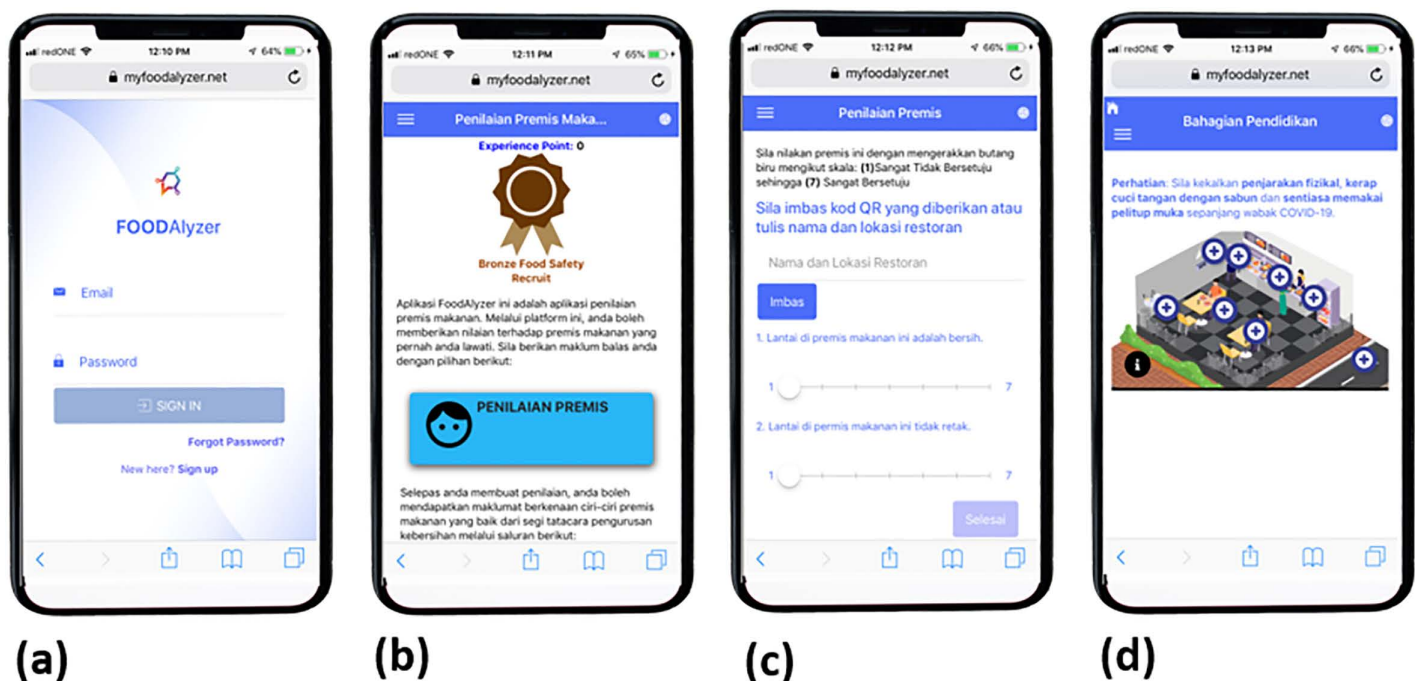 redONE 12:10 PM 64%
myfoodalyzer.net
FOODAlyzer
Email
Password
SIGN IN
Forgot Password?
New here? Sign up
(a)
redONE 12:11 PM 65%
myfoodalyzer.net
Penilaian Premis Maka...
Experience Point: 0
Bronze Food Safety
Recruit
Aplikasi FoodAlyzer ini adalah aplikasi penilaian
premis makanan. Melalui platform ini, anda boleh
memberikan nilaian terhadap premis makanan yang
pernah anda lawati. Sila berikan maklum balas anda
dengan pilihan berikut:
PENILAIAN PREMIS
Selepas anda membuat penilaian, anda boleh
mendapatkan maklumat berkenaan ciri-ciri premis
makanan yang baik dari segi tatacara pengurusan
kebersihan melalui saluran berikut:
(b)
redONE 12:12 PM 66%
myfoodalyzer.net
Penilaian Premis
Sila nilakan premis ini dengan mengerakkan butang
biru mengikut skala: (1)Sangat Tidak Bersetuju
sehingga (7) Sangat Bersetuju
Sila imbas kod QR yang diberikan atau
tulis nama dan lokasi restoran
Nama dan Lokasi Restoran
Imbas
1. Lantai di premis makanan ini adalah bersih.
1 7
2. Lantai di permis makanan ini tidak retak.
1 7
Selesai
(c)
redONE 12:13 PM 66%
myfoodalyzer.net
Bahagian Pendidikan
Perhatian: Sila kekalkan penjarakan fizikal, kerap
cuci tangan dengan sabun dan sentiasa memakai
pelitup muka sepanjang wabak COVID-19.
i
(d)